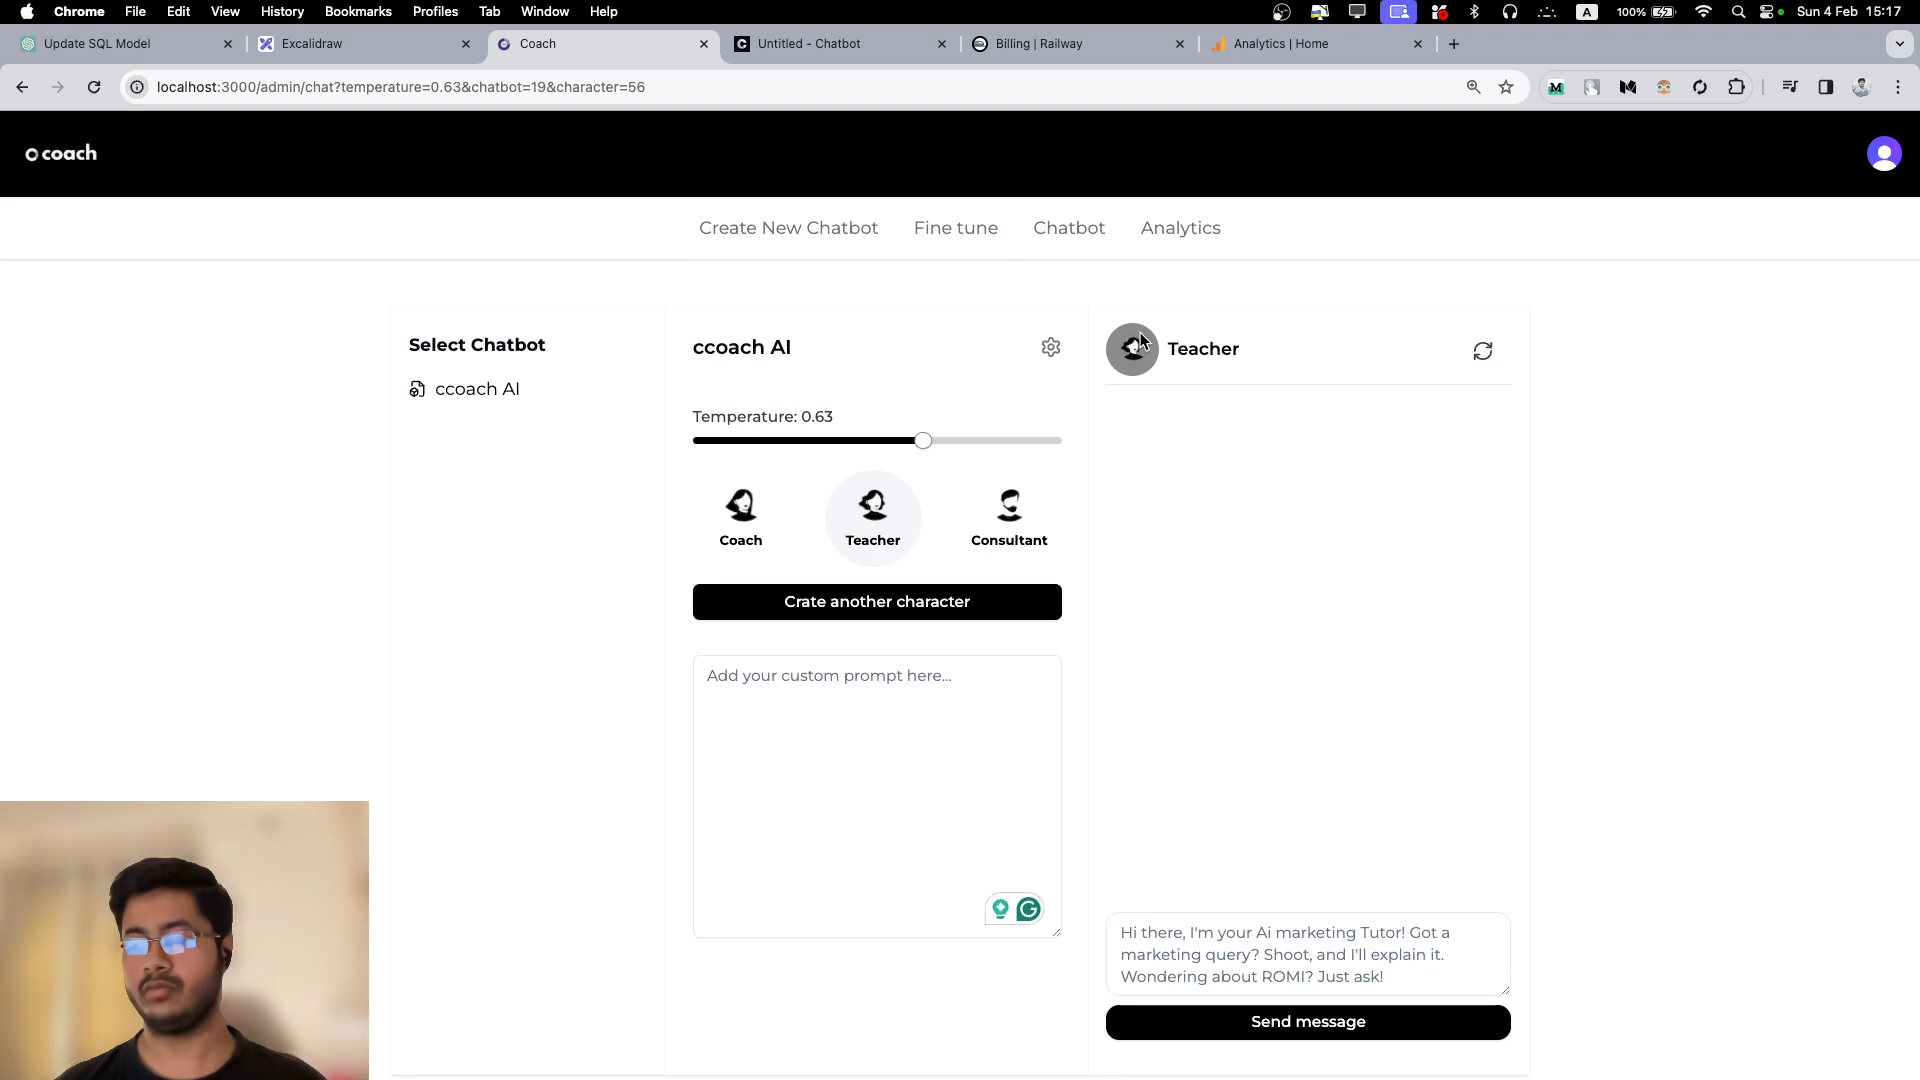 Chrome File Edit View History Bookmarks Profiles Tab Window Help A 100% Sun 4 Feb 15:17
Update SQL Model Excalidraw Coach Untitled - Chatbot Billing | Railway Analytics | Home
localhost:3000/admin/chat?temperature=0.63&chatbot=19&character=56
coach
Create New Chatbot Fine tune Chatbot Analytics
Select Chatbot
ccoach AI
ccoach AI
Temperature: 0.63
Coach Teacher Consultant
Crate another character
Add your custom prompt here...
Teacher
Hi there, I'm your Ai marketing Tutor! Got a
marketing query? Shoot, and I'll explain it.
Wondering about ROMI? Just ask!
Send message